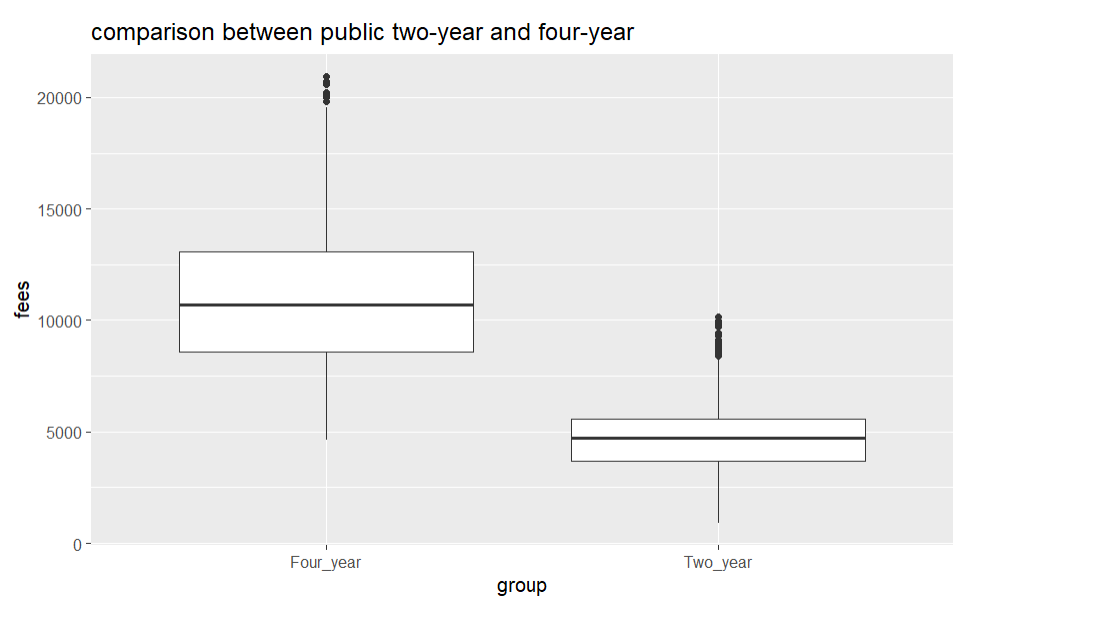 comparison between public two-year and four-year
fees
20000
15000
10000
5000
0
Four_year
Two_year
group